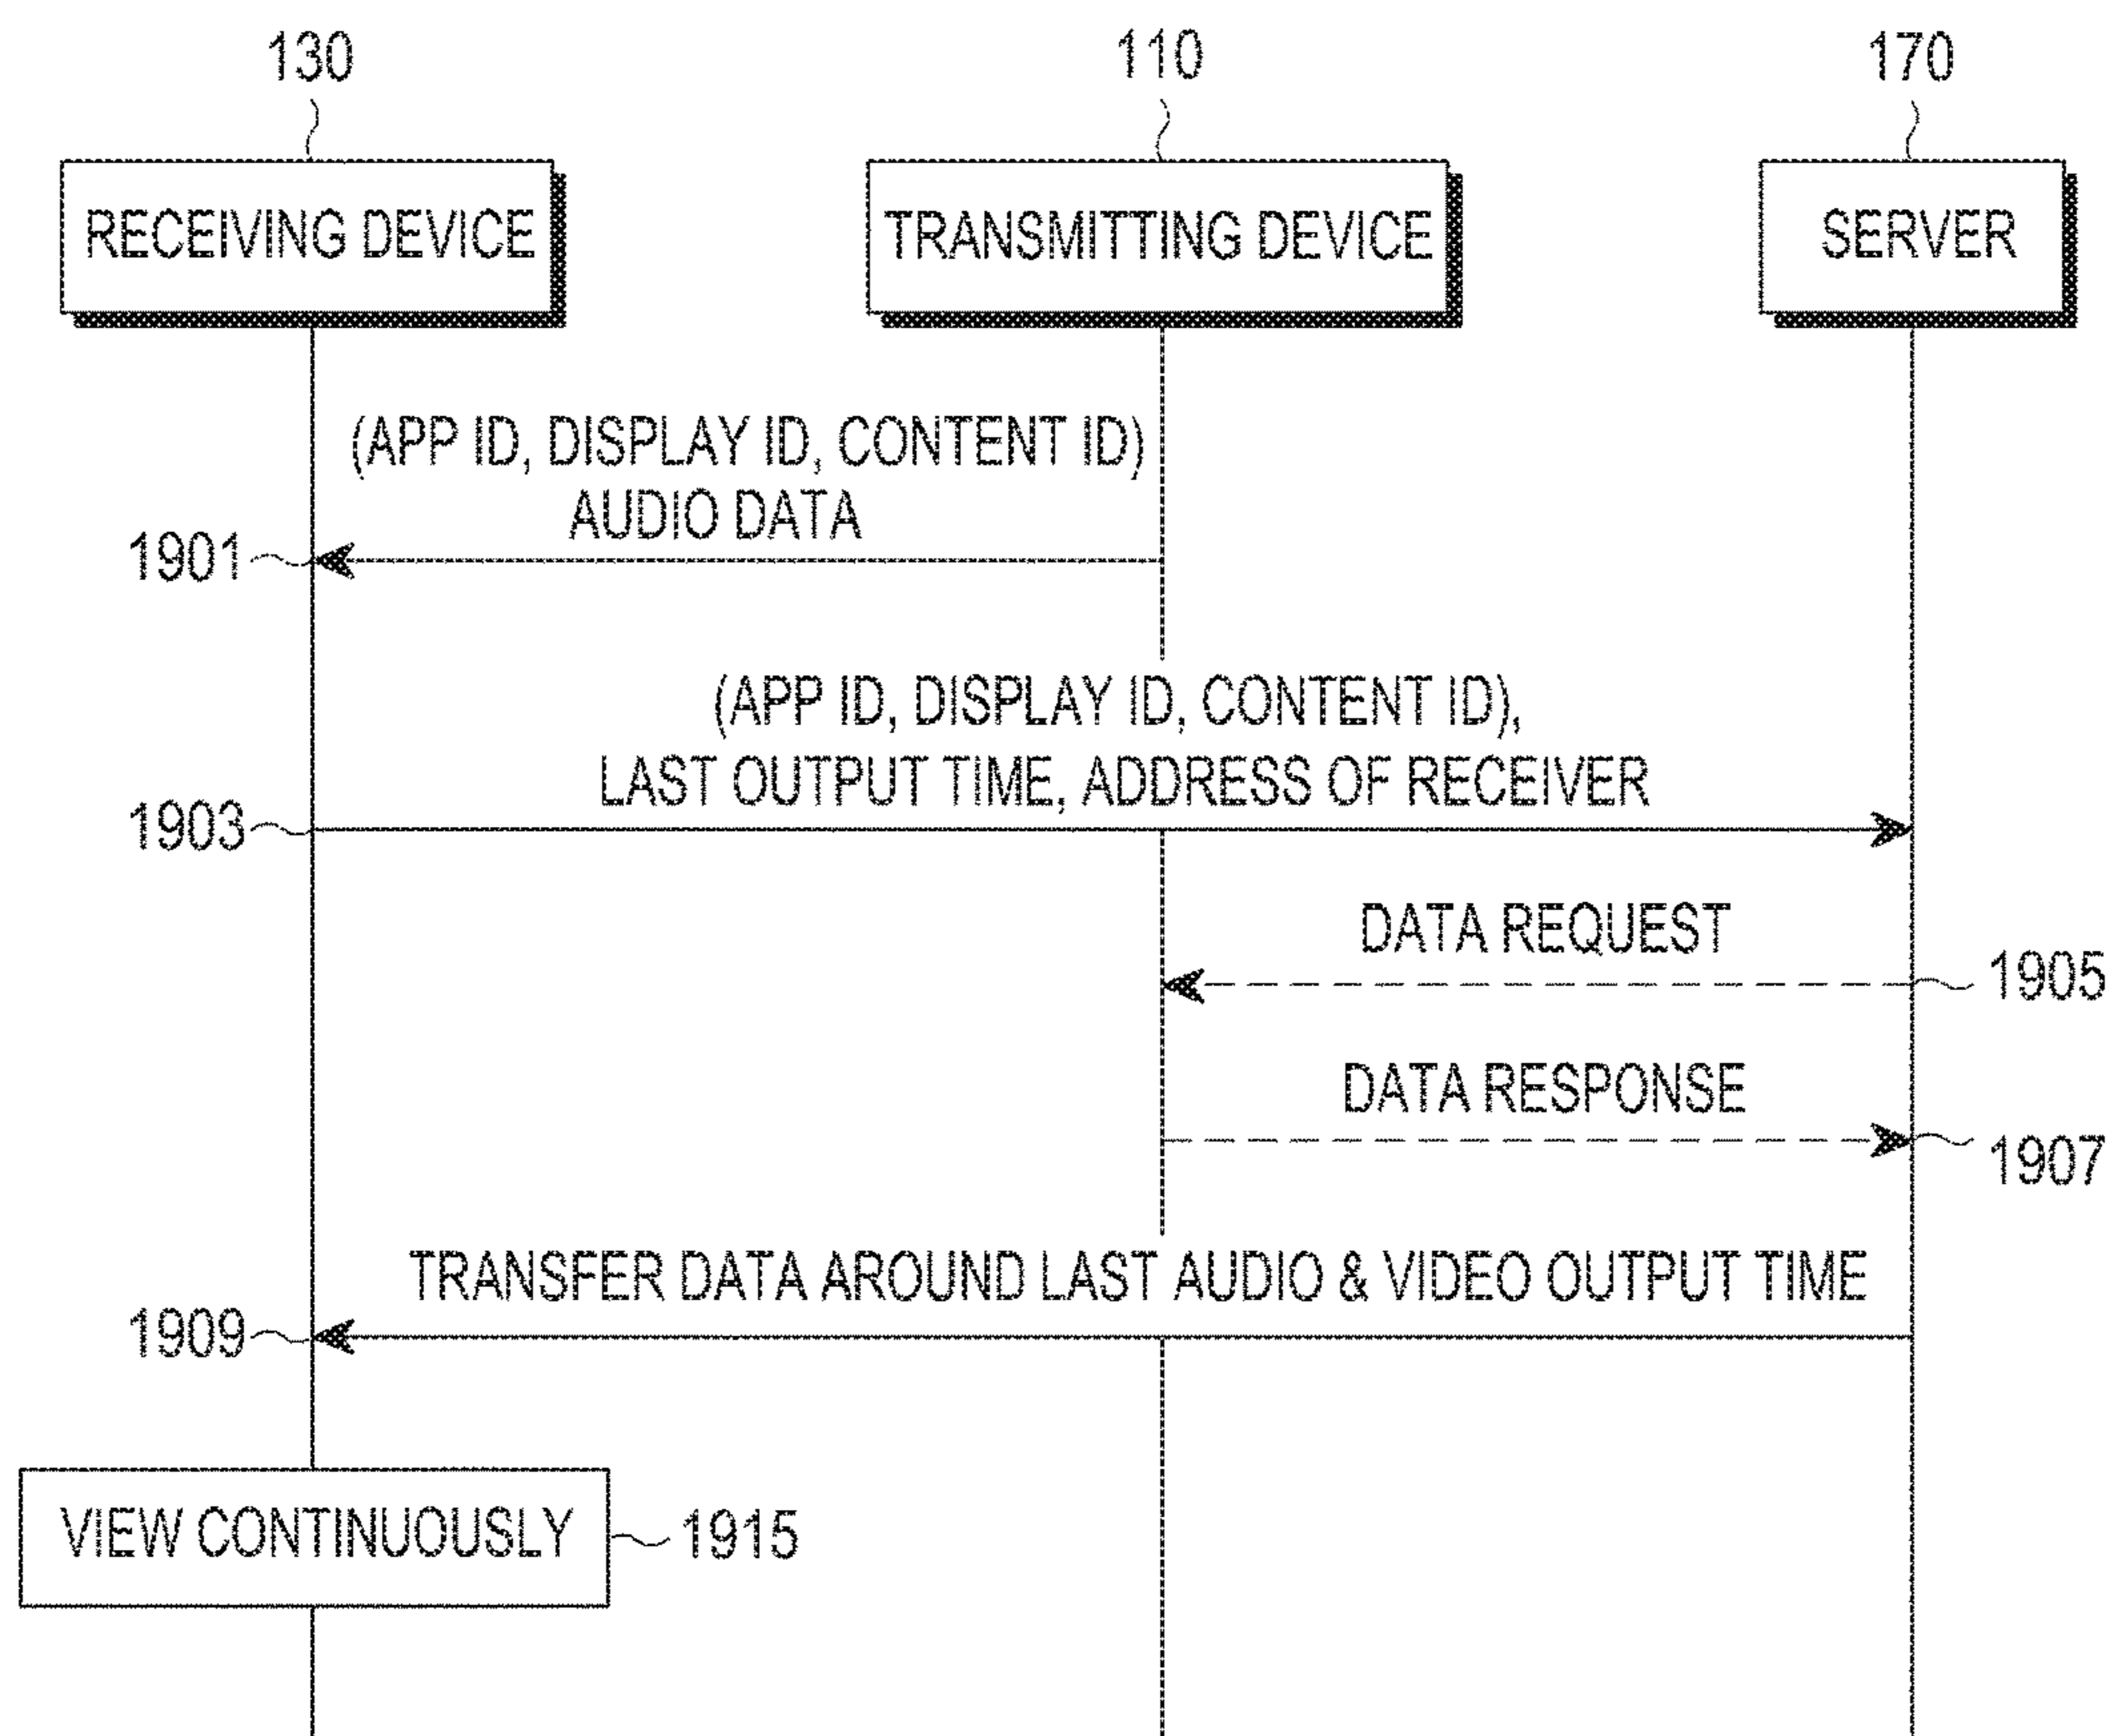 130
110
170
RECEIVING DEVICE
TRANSMITTING DEVICE
SERVER
(APP ID, DISPLAY ID, CONTENT ID)
AUDIO DATA
1901
(APP ID, DISPLAY ID, CONTENT ID),
LAST OUTPUT TIME, ADDRESS OF RECEIVER
1903
DATA REQUEST
1905
DATA RESPONSE
1907
TRANSFER DATA AROUND LAST AUDIO & VIDEO OUTPUT TIME
1909
VIEW CONTINUOUSLY
1915